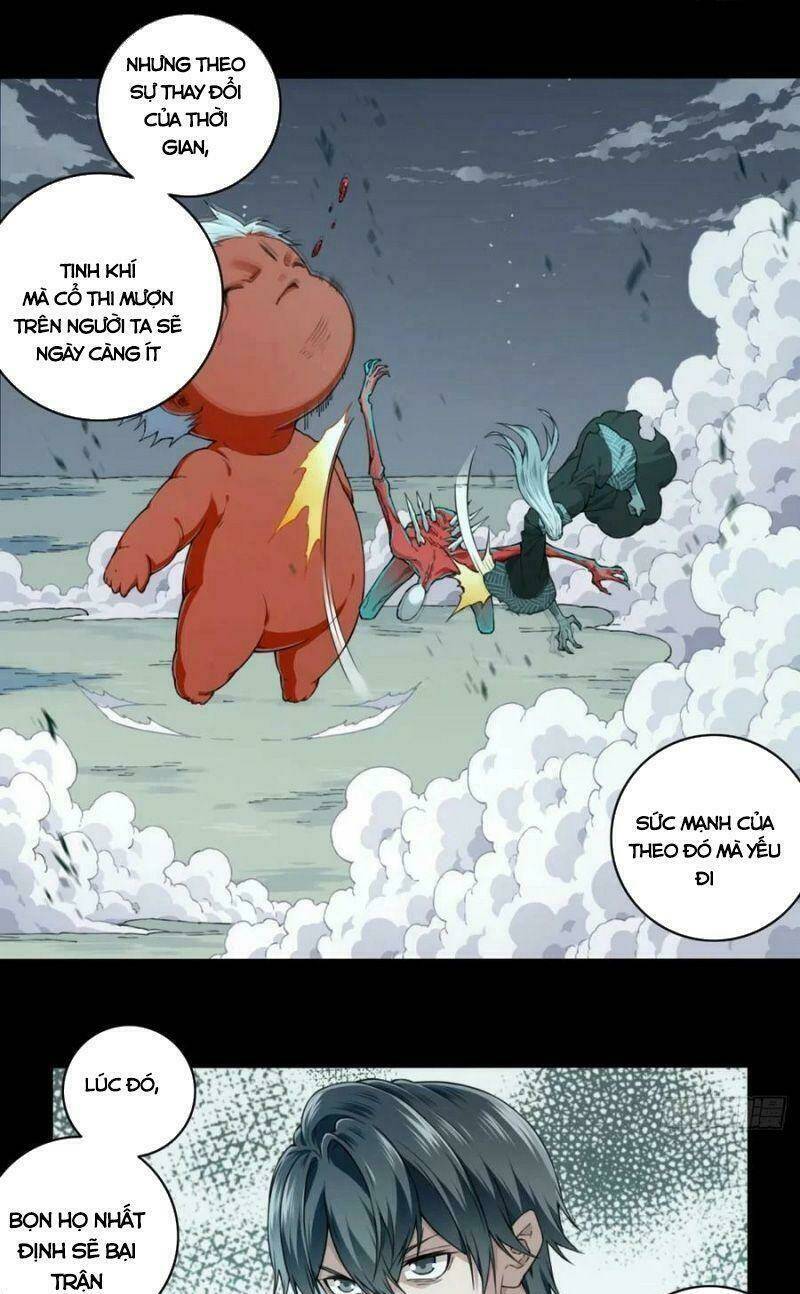 NHƯNG THEO
SỰ THAY ĐỔI
CỦA THỜI
GIAN,
TINH KHÍ
MÀ CỔ THI MƯỢN
TRÊN NGƯỜI TA SẼ
NGÀY CÀNG ÍT
SỨC MẠNH CỦA
THEO ĐÓ MÀ YẾU
ĐI
LÚC ĐÓ,
BỌN HỌ NHẤT
ĐỊNH SẼ BẠI
TRẬN